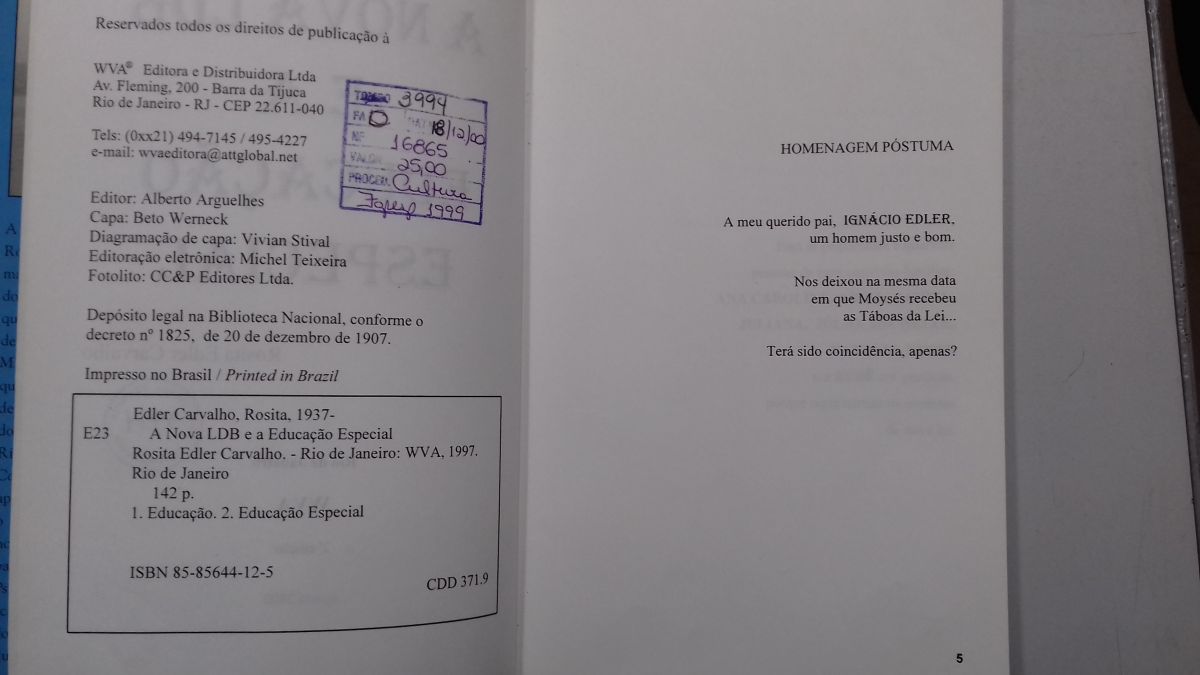 Reservados todos os direitos de publicação à
WVA® Editora e Distribuidora Ltda
Av. Fleming, 200 - Barra da Tijuca
Rio de Janeiro - RJ - CEP 22.611-040
Tels: (0xx21) 494-7145 / 495-4227
e-mail: wvaeditora@attglobal.net
Editor: Alberto Arguelhes
Capa: Beto Werneck
Diagramação de capa: Vivian Stival
Editoração eletrônica: Michel Teixeira
Fotolito: CC&P Editores Ltda.
Depósito legal na Biblioteca Nacional, conforme o
decreto nº 1825, de 20 de dezembro de 1907.
Impresso no Brasil / Printed in Brazil
TOMBO 3994
18/12/00
NF 16865
VALOR 25,00
PROCED. Cultura
1999
Edler Carvalho, Rosita, 1937-
E23 A Nova LDB e a Educação Especial
Rosita Edler Carvalho. - Rio de Janeiro: WVA, 1997.
Rio de Janeiro
142 p.
1. Educação. 2. Educação Especial
ISBN 85-85644-12-5
CDD 371.9
HOMENAGEM PÓSTUMA
A meu querido pai, IGNÁCIO EDLER,
um homem justo e bom.
Nos deixou na mesma data
em que Moysés recebeu
as Táboas da Lei...
Terá sido coincidência, apenas?
5